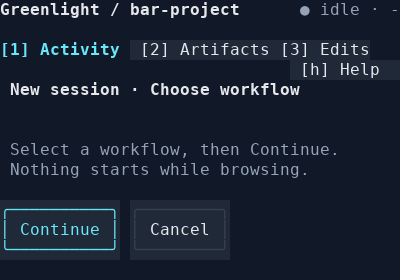 Greenlight / bar-project ● idle · -
[1] Activity [2] Artifacts [3] Edits
[h] Help
New session · Choose workflow
Select a workflow, then Continue.
Nothing starts while browsing.
Continue Cancel